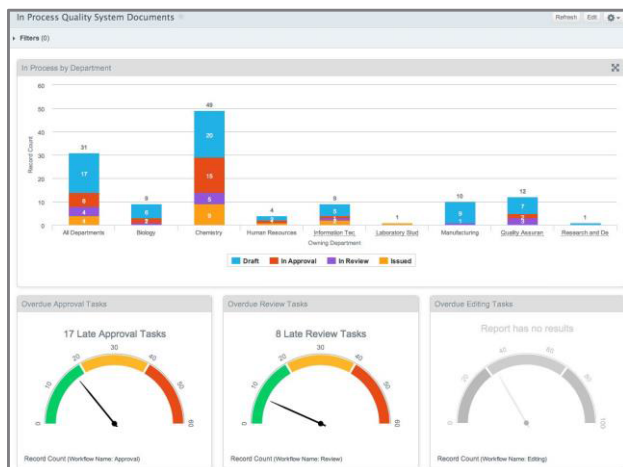 In Process Quality System Documents
Refresh Edit
Filters (0)
In Process by Department
60
50
40
30
20
10
0
Record Count
31
17
6
4
4
9
6
2
49
20
15
5
9
4
2
9
5
1
10
9
1
12
7
2
3
1
All Departments Biology Chemistry Human Resources Information Tec Laboratory Stud Manufacturing Quality Assuran Research and De
Owning Department
Draft In Approval In Review Issued
Overdue Approval Tasks
17 Late Approval Tasks
0 10 20 30 40 50 60
Record Count (Workflow Name: Approval)
Overdue Review Tasks
8 Late Review Tasks
0 10 20 30 40 50 60
Record Count (Workflow Name: Review)
Overdue Editing Tasks
Report has no results
0 20 40 60 80 100
Record Count (Workflow Name: Editing)